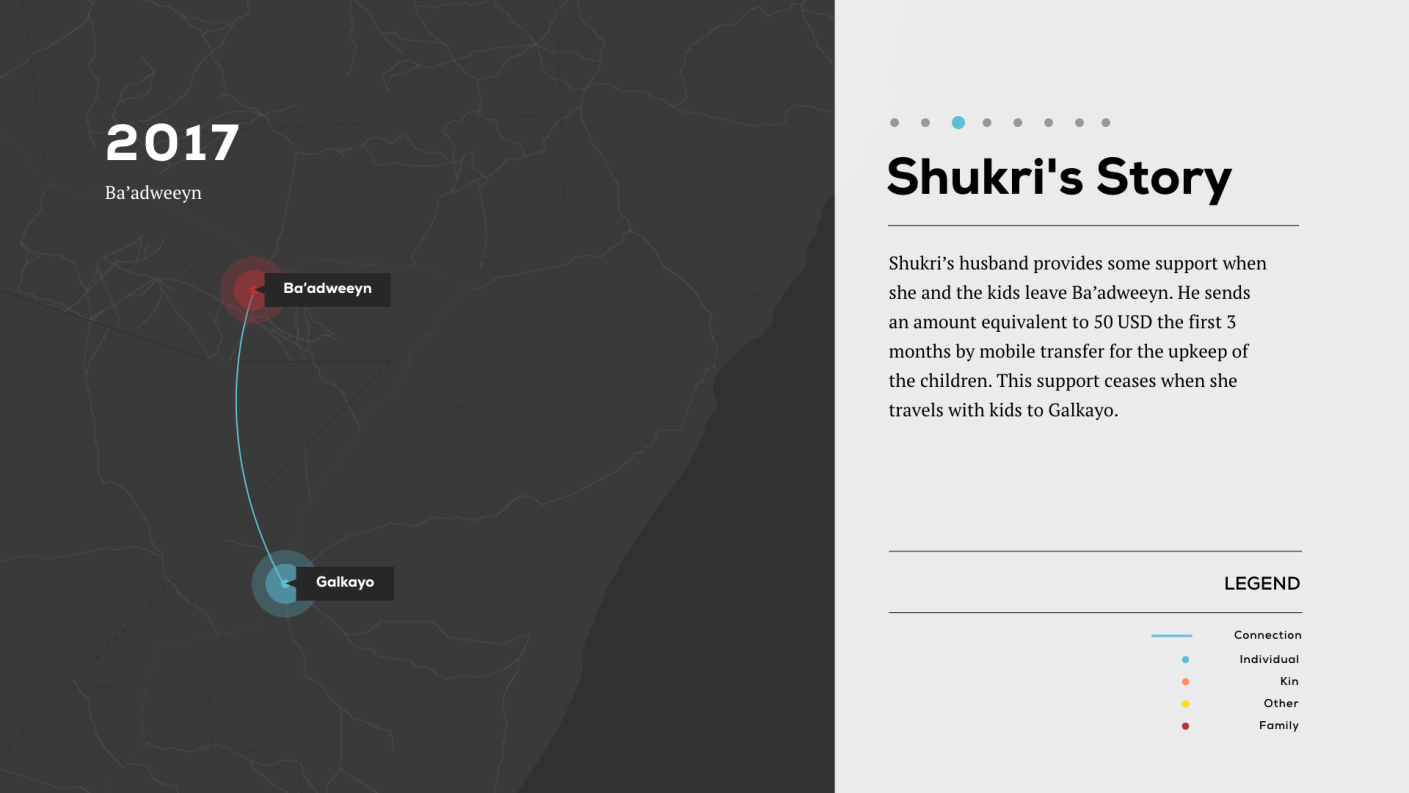 2017
Ba’adweeyn
Ba’adweeyn
Galkayo
Shukri's Story
Shukri’s husband provides some support when
she and the kids leave Ba’adweeyn. He sends
an amount equivalent to 50 USD the first 3
months by mobile transfer for the upkeep of
the children. This support ceases when she
travels with kids to Galkayo.
LEGEND
Connection
Individual
Kin
Other
Family